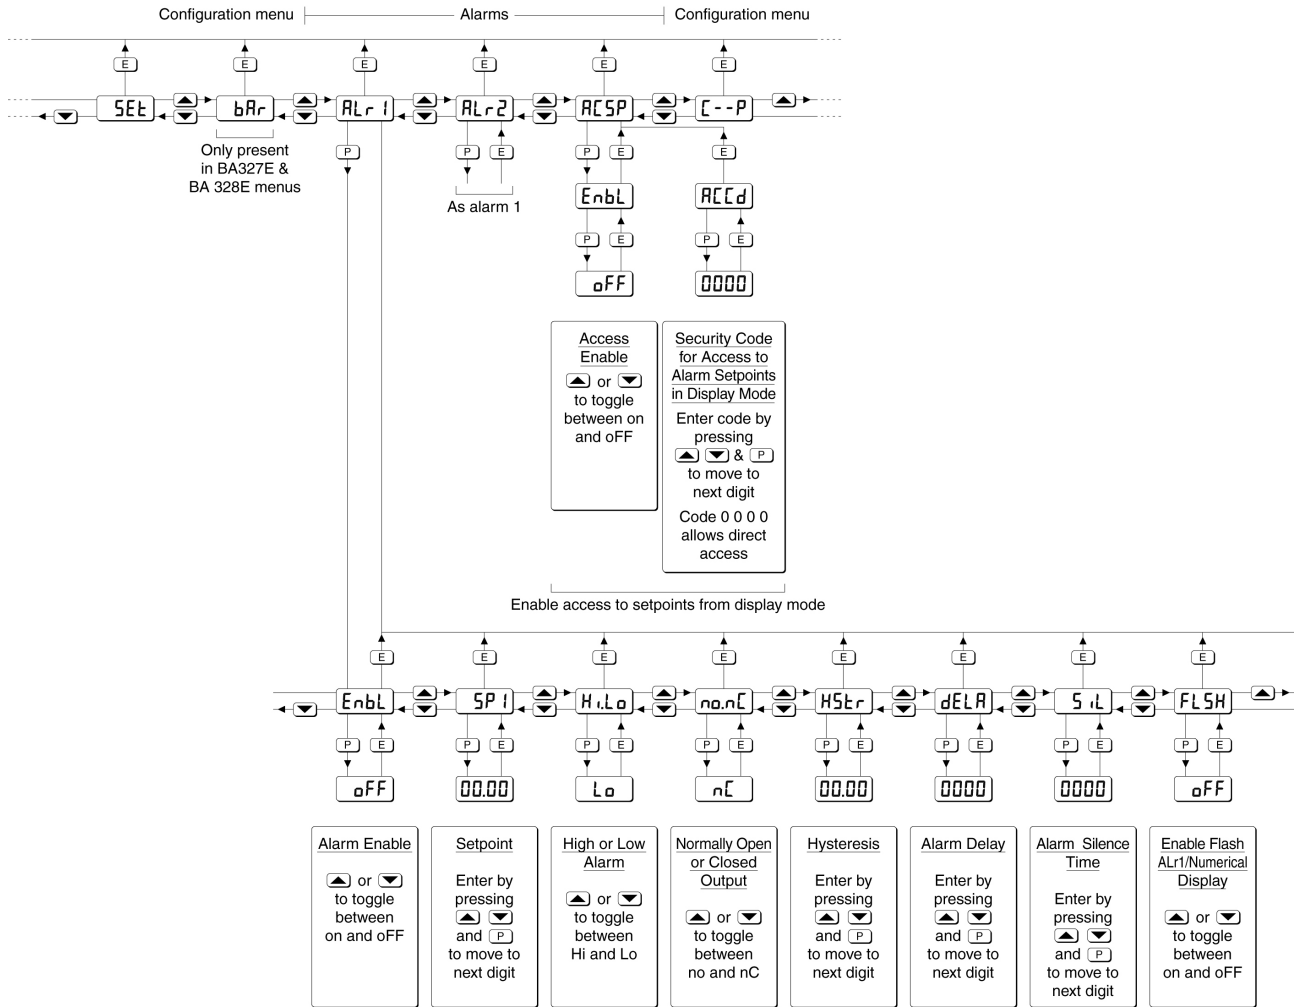 Configuration menu
Alarms
Configuration menu
E E E E E E
SEt bAr ALr1 ALr2 ACSP C--P
Only present
in BA327E &
BA 328E menus
P
P E
As alarm 1
P E
E
EnbL
ACCd
P E
P E
oFF
0000
Access
Enable
or
to toggle
between on
and oFF
Security Code
for Access to
Alarm Setpoints
in Display Mode
Enter code by
pressing
& P
to move to
next digit
Code 0 0 0 0
allows direct
access
Enable access to setpoints from display mode
E E E E E E E E
EnbL SP1 Hi.Lo no.nC HStr dELA SiL FLSH
P E P E P E P E P E P E P E P E
oFF 00.00 Lo nC 00.00 0000 0000 oFF
Alarm Enable
or
to toggle
between
on and oFF
Setpoint
Enter by
pressing
and P
to move to
next digit
High or Low
Alarm
or
to toggle
between
Hi and Lo
Normally Open
or Closed
Output
or
to toggle
between
no and nC
Hysteresis
Enter by
pressing
and P
to move to
next digit
Alarm Delay
Enter by
pressing
and P
to move to
next digit
Alarm Silence
Time
Enter by
pressing
and P
to move to
next digit
Enable Flash
ALr1/Numerical
Display
or
to toggle
between
on and oFF